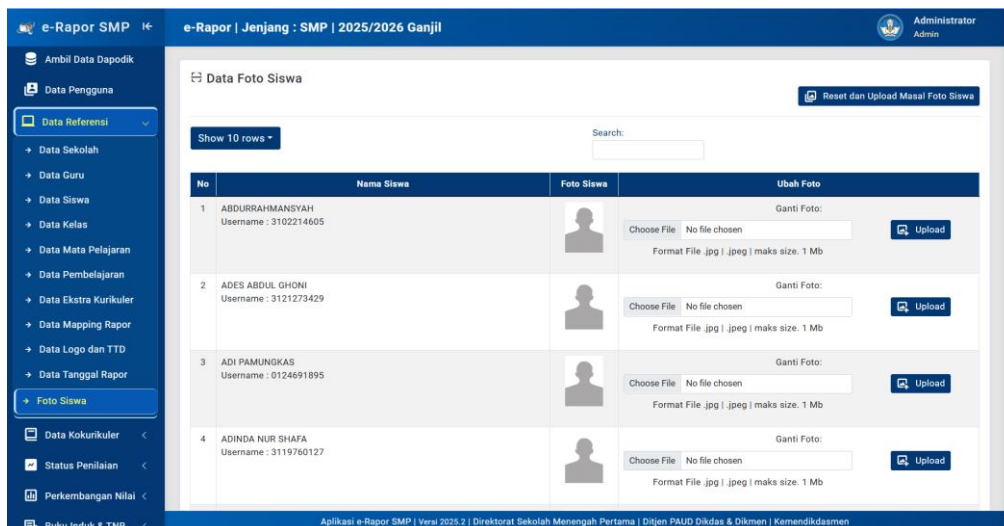 e-Rapor SMP
e-Rapor | Jenjang : SMP | 2025/2026 Ganjil
Administrator
Admin
Ambil Data Dapodik
Data Pengguna
Data Referensi
Data Sekolah
Data Guru
Data Siswa
Data Kelas
Data Mata Pelajaran
Data Pembelajaran
Data Ekstra Kurikuler
Data Mapping Rapor
Data Logo dan TTD
Data Tanggal Rapor
Foto Siswa
Data Kokurikuler
Status Penilaian
Perkembangan Nilai
Buku Induk & TNR
Data Foto Siswa
Reset dan Upload Masal Foto Siswa
Show 10 rows
Search:
No Nama Siswa Foto Siswa Ubah Foto
1 ABDURRAHMANSYAH Ganti Foto:
Username : 3102214605
Choose File No file chosen Upload
Format File .jpg | .jpeg | maks size. 1 Mb
2 ADES ABDUL GHONI Ganti Foto:
Username : 3121273429
Choose File No file chosen Upload
Format File .jpg | .jpeg | maks size. 1 Mb
3 ADI PAMUNGKAS Ganti Foto:
Username : 0124691895
Choose File No file chosen Upload
Format File .jpg | .jpeg | maks size. 1 Mb
4 ADINDA NUR SHAFA Ganti Foto:
Username : 3119760127
Choose File No file chosen Upload
Format File .jpg | .jpeg | maks size. 1 Mb
Aplikasi e-Rapor SMP | Versi 2025.2 | Direktorat Sekolah Menengah Pertama | Ditjen PAUD Dikdas & Dikmen | Kemendikdasmen